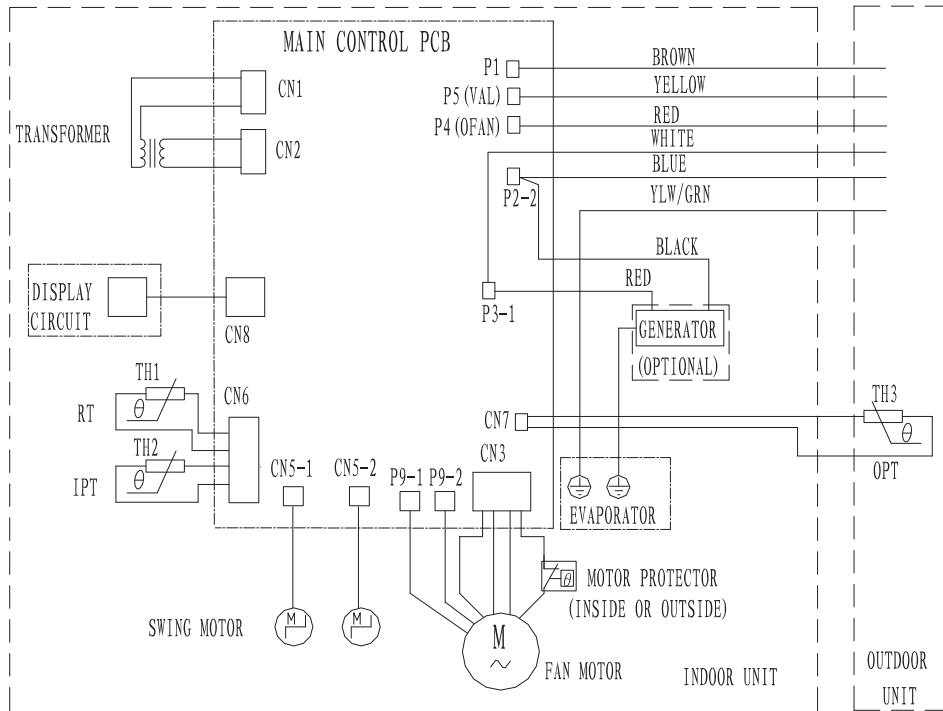 MAIN CONTROL PCB
P1
BROWN
CN1
P5(VAL)
YELLOW
P4(OFAN)
RED
TRANSFORMER
WHITE
CN2
BLUE
P2-2
YLW/GRN
BLACK
RED
DISPLAY
CIRCUIT
CN8
P3-1
GENERATOR
(OPTIONAL)
TH1
CN6
θ
RT
TH3
CN7
θ
TH2
CN3
θ
IPT
CN5-1
CN5-2
P9-1
P9-2
OPT
EVAPORATOR
θ
MOTOR PROTECTOR
(INSIDE OR OUTSIDE)
SWING MOTOR
M
M
M
~
FAN MOTOR
INDOOR UNIT
OUTDOOR
UNIT